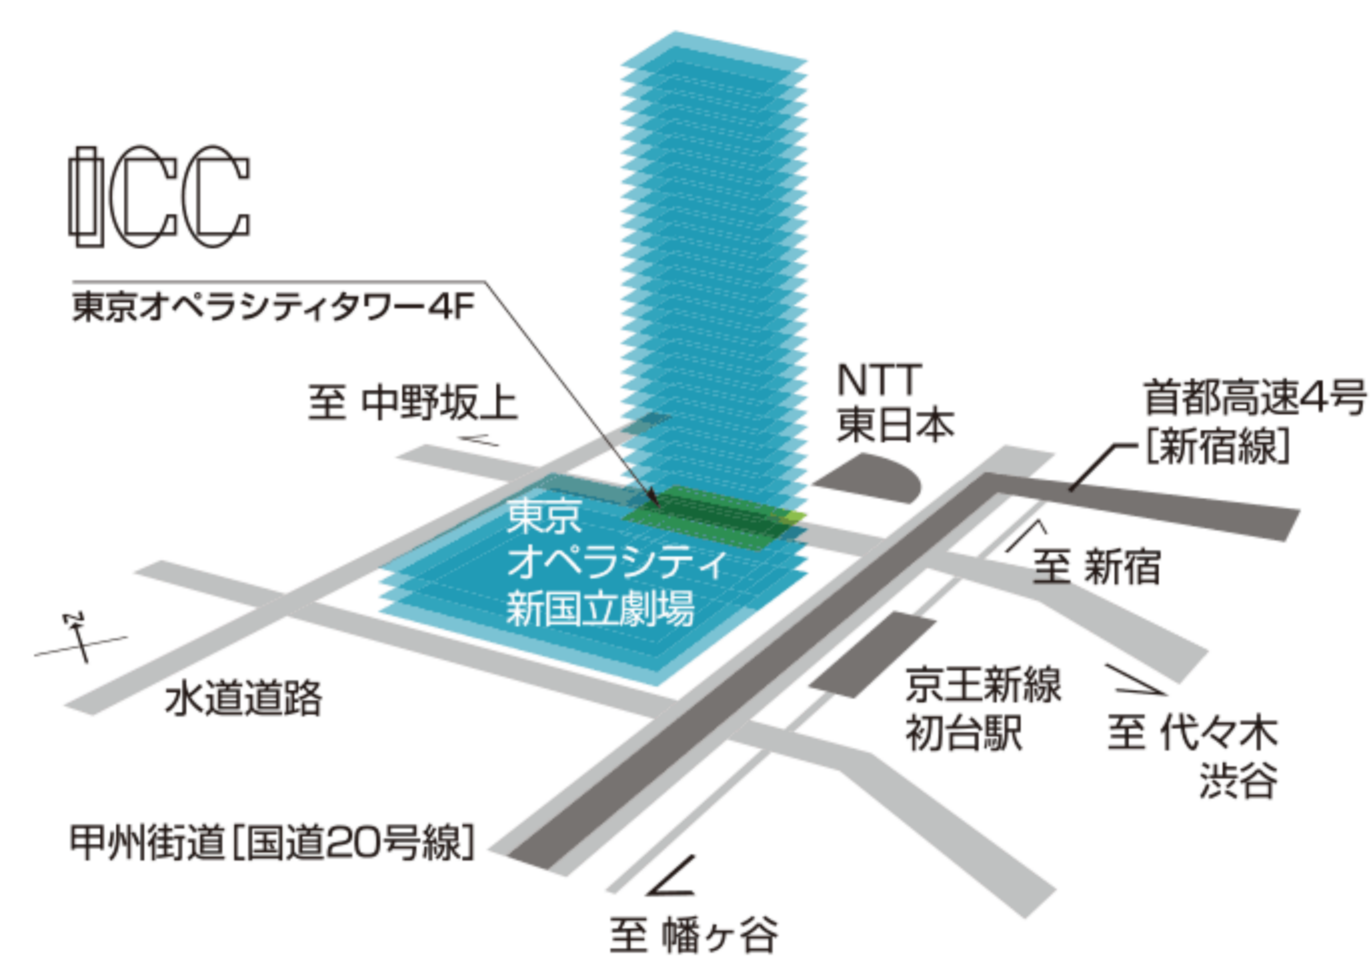 ICC
東京オペラシティタワー4F
至 中野坂上
NTT
東日本
首都高速4号
[新宿線]
東京
オペラシティ
新国立劇場
至 新宿
N
水道道路
京王新線
初台駅
至 代々木
渋谷
甲州街道[国道20号線]
至 幡ヶ谷